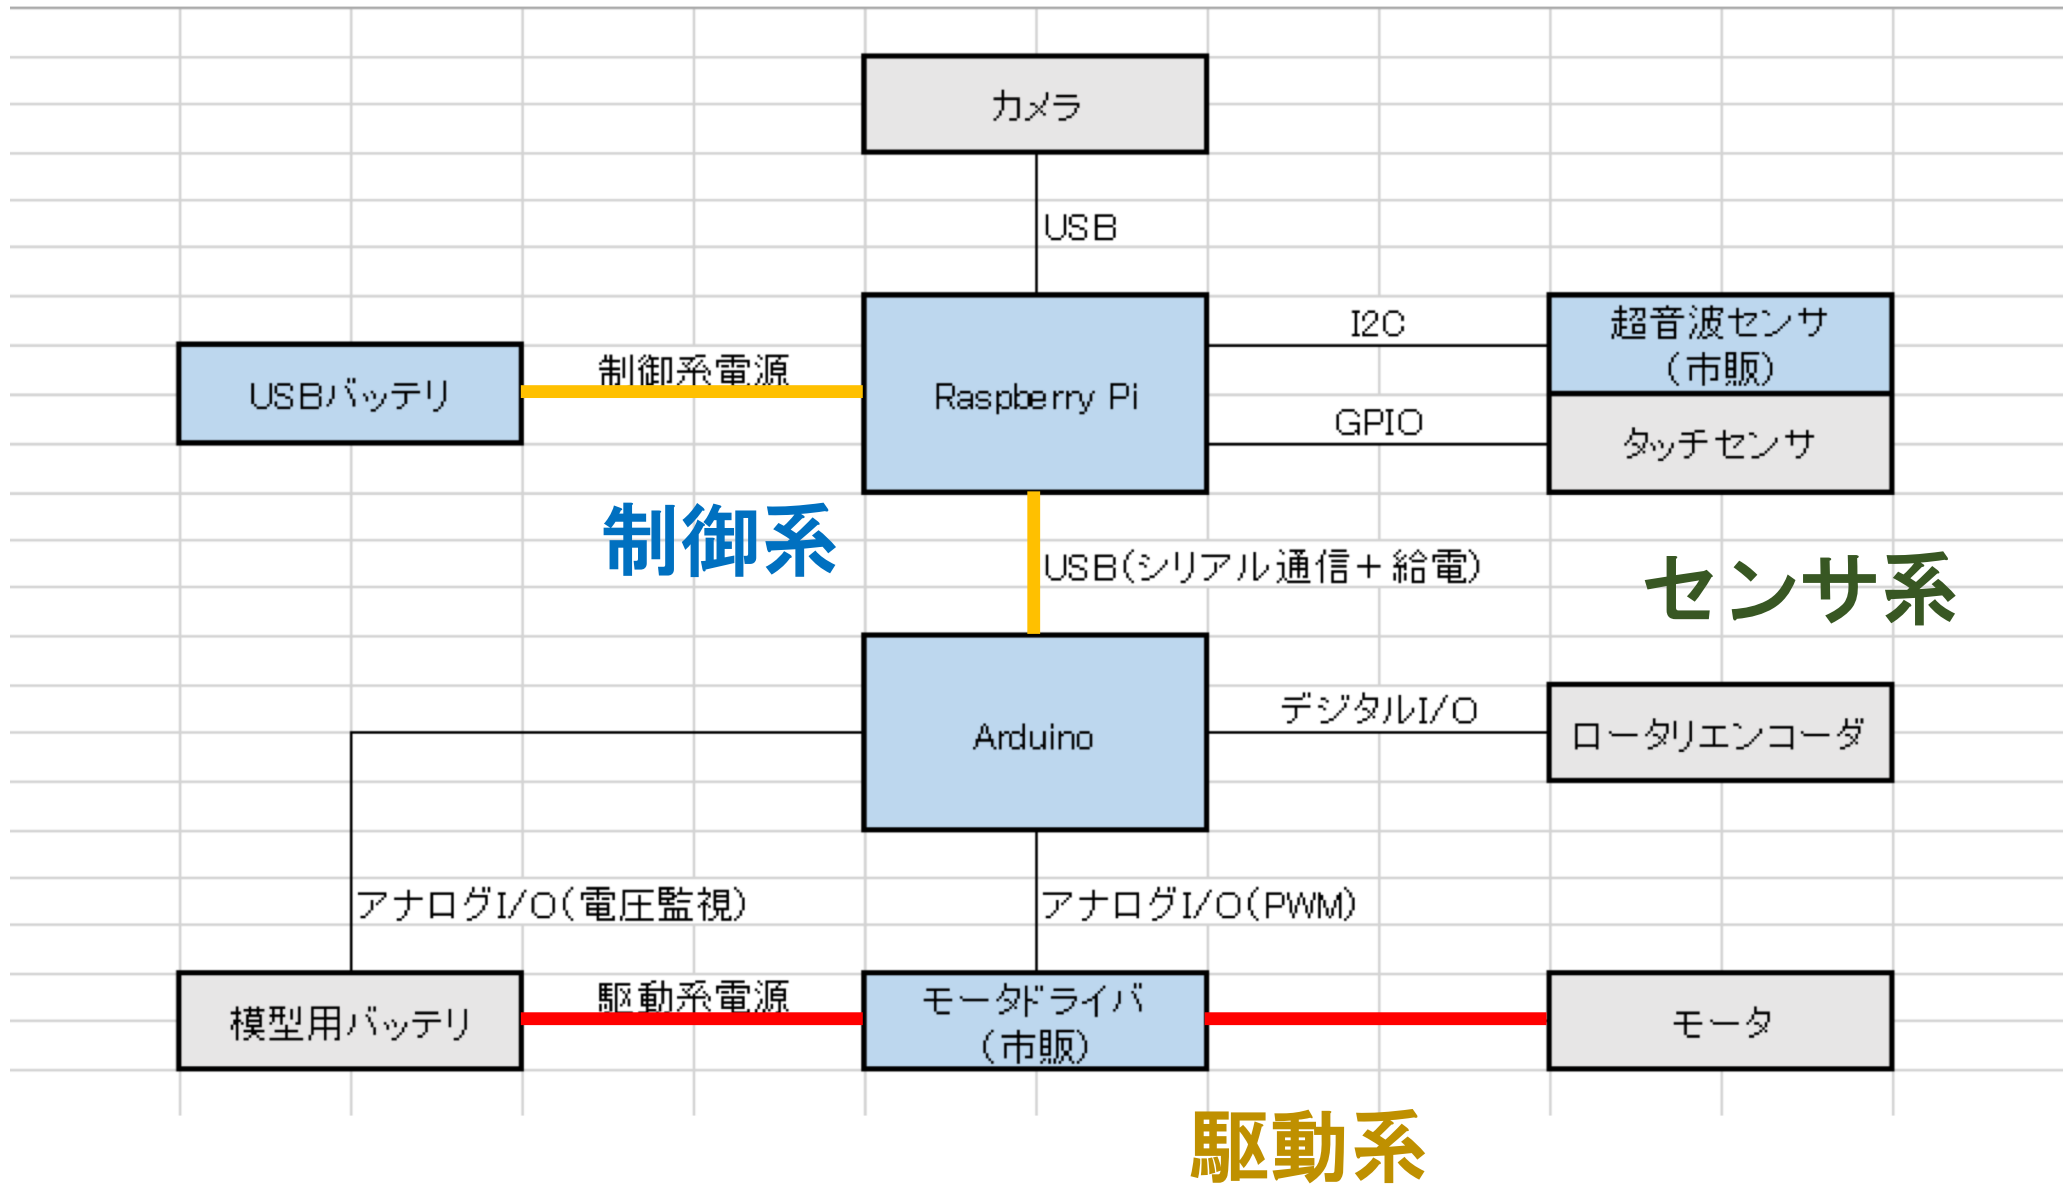 カメラ
USB
I2C
超音波センサ
(市販)
制御系電源
USBバッテリ
Raspberry Pi
GPIO
タッチセンサ
制御系
USB(シリアル通信+給電)
センサ系
デジタルI/O
Arduino
ロータリエンコーダ
アナログI/O(電圧監視)
アナログI/O(PWM)
駆動系電源
模型用バッテリ
モータドライバ
(市販)
モータ
駆動系